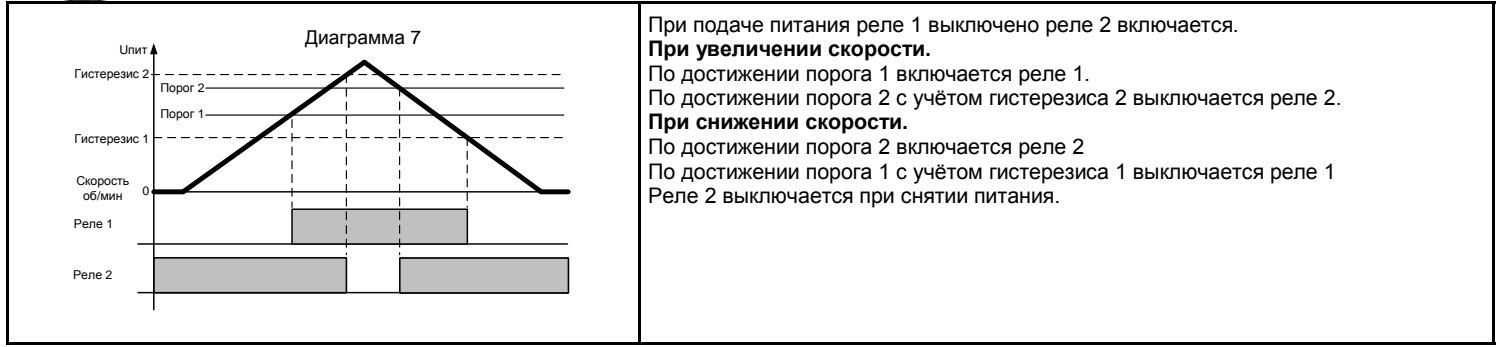 Диаграмма 7
Uпит
Гистерезис 2
Порог 2
Порог 1
Гистерезис 1
Скорость
об/мин
0
Реле 1
Реле 2
При подаче питания реле 1 выключено реле 2 включается.
При увеличении скорости.
По достижении порога 1 включается реле 1.
По достижении порога 2 с учётом гистерезиса 2 выключается реле 2.
При снижении скорости.
По достижении порога 2 включается реле 2
По достижении порога 1 с учётом гистерезиса 1 выключается реле 1
Реле 2 выключается при снятии питания.